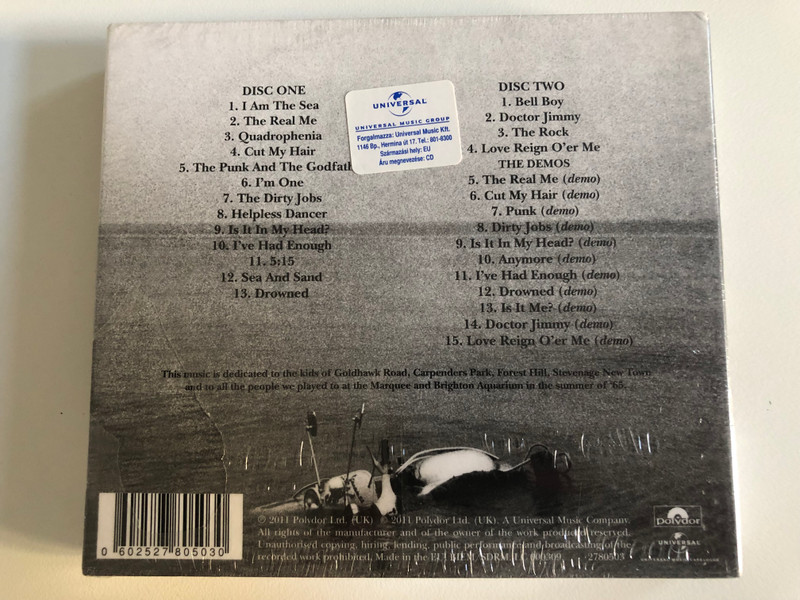 DISC ONE
1. I Am The Sea
2. The Real Me
3. Quadrophenia
4. Cut My Hair
5. The Punk And The Godfath
6. I'm One
7. The Dirty Jobs
8. Helpless Dancer
9. Is It In My Head?
10. I've Had Enough
11. 5:15
12. Sea And Sand
13. Drowned
UNIVERSAL
UNIVERSAL MUSIC GROUP
Forgalmazza: Universal Music Kft.
1146 Bp., Hermina út 17. Tel.: 801-8300
Származási hely: EU
Áru megnevezése: CD
DISC TWO
1. Bell Boy
2. Doctor Jimmy
3. The Rock
4. Love Reign O'er Me
THE DEMOS
5. The Real Me (demo)
6. Cut My Hair (demo)
7. Punk (demo)
8. Dirty Jobs (demo)
9. Is It In My Head? (demo)
10. Anymore (demo)
11. I've Had Enough (demo)
12. Drowned (demo)
13. Is It Me? (demo)
14. Doctor Jimmy (demo)
15. Love Reign O'er Me (demo)
This music is dedicated to the kids of Goldhawk Road, Carpenders Park, Forest Hill, Stevenage New Town
and to all the people we played to at the Marquee and Brighton Aquarium in the summer of '65.
0 602527 805030
℗ 2011 Polydor Ltd. (UK) © 2011 Polydor Ltd. (UK). A Universal Music Company.
All rights of the manufacturer and of the owner of the work produced reserved.
Unauthorised copying, hiring, lending, public performance and broadcasting of the
recorded work prohibited. Made in the EU. 2780503
polydor
UNIVERSAL